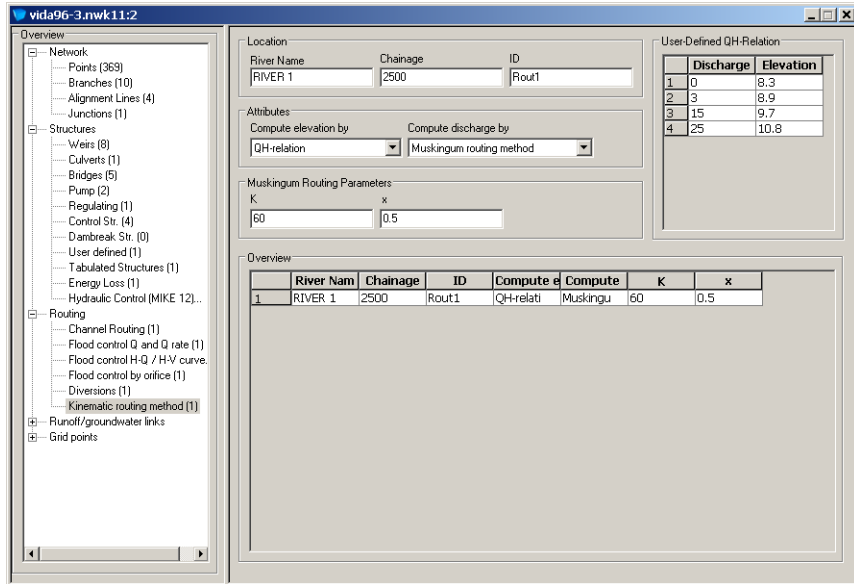 vida96-3.nwk11:2
Overview
Network
Points (369)
Branches (10)
Alignment Lines (4)
Junctions (1)
Structures
Weirs (8)
Culverts (1)
Bridges (5)
Pump (2)
Regulating (1)
Control Str. (4)
Dambreak Str. (0)
User defined (1)
Tabulated Structures (1)
Energy Loss (1)
Hydraulic Control (MIKE 12)...
Routing
Channel Routing (1)
Flood control Q and Q rate (1)
Flood control H-Q / H-V curve.
Flood control by orifice (1)
Diversions (1)
Kinematic routing method (1)
Runoff/groundwater links
Grid points
Location
River Name Chainage ID
RIVER 1 2500 Rout1
Attributes
Compute elevation by Compute discharge by
QH-relation Muskingum routing method
Muskingum Routing Parameters
K x
60 0.5
User-Defined QH-Relation
Discharge Elevation
1 0 8.3
2 3 8.9
3 15 9.7
4 25 10.8
Overview
River Nam Chainage ID Compute e Compute K x
1 RIVER 1 2500 Rout1 QH-relati Muskingu 60 0.5